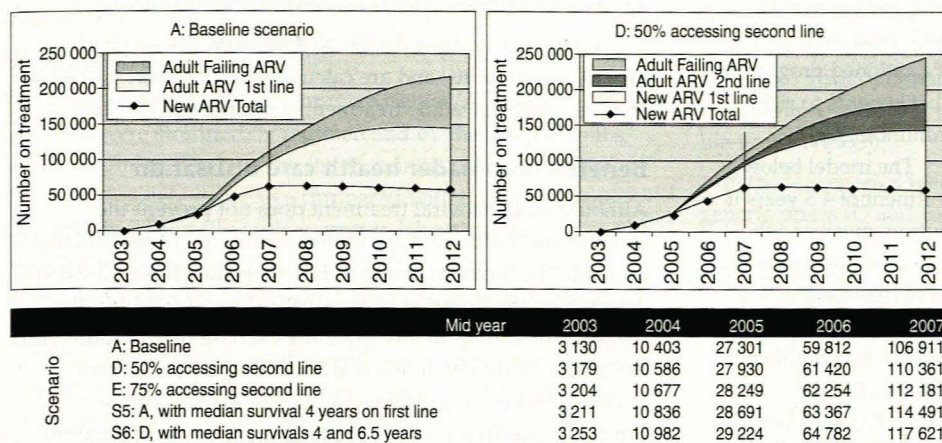 A: Baseline scenario
250 000
200 000
150 000
100 000
50 000
0
Number on treatment
Adult Failing ARV
Adult ARV 1st line
New ARV Total
2003
2004
2005
2006
2007
2008
2009
2010
2011
2012
D: 50% accessing second line
250 000
200 000
150 000
100 000
50 000
0
Number on treatment
Adult Failing ARV
Adult ARV 2nd line
New ARV 1st line
New ARV Total
2003
2004
2005
2006
2007
2008
2009
2010
2011
2012
Mid year 2003 2004 2005 2006 2007
Scenario
A: Baseline 3 130 10 403 27 301 59 812 106 911
D: 50% accessing second line 3 179 10 586 27 930 61 420 110 361
E: 75% accessing second line 3 204 10 677 28 249 62 254 112 181
S5: A, with median survival 4 years on first line 3 211 10 836 28 691 63 367 114 491
S6: D, with median survivals 4 and 6.5 years 3 253 10 982 29 224 64 782 117 621